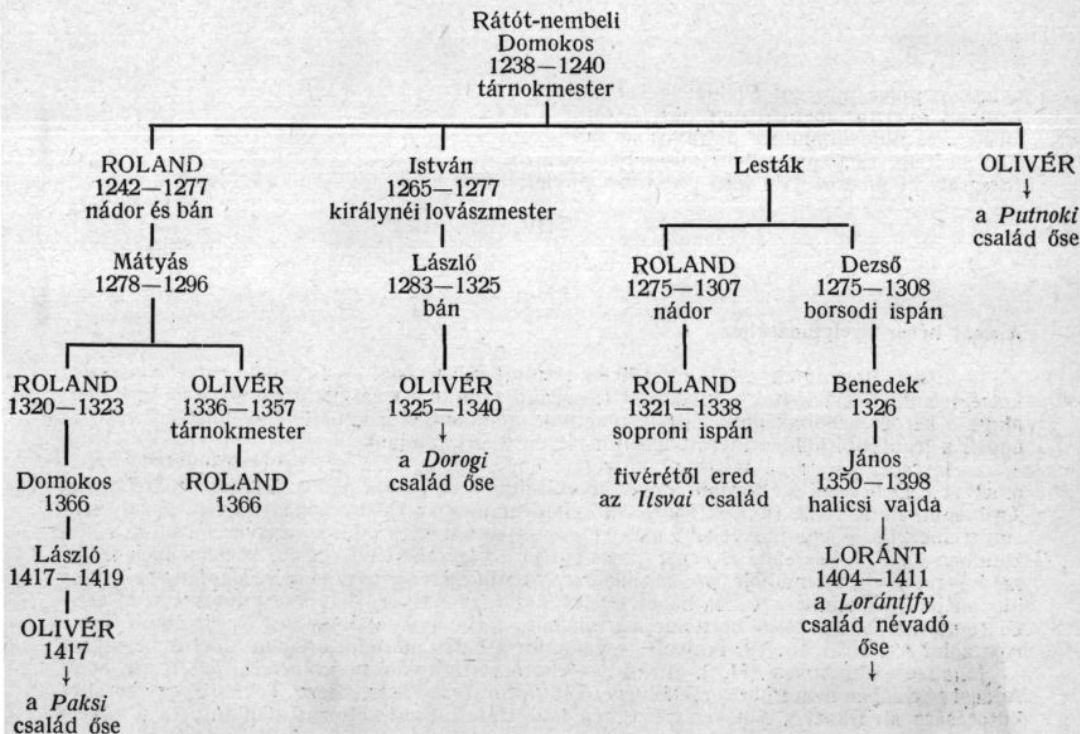 Rátót-nembeli
Domokos
1238—1240
tárnokmester
ROLAND
1242—1277
nádor és bán
István
1265—1277
királynéi lovászmester
Lesták
OLIVÉR
a Putnoki
család őse
Mátyás
1278—1296
László
1283—1325
bán
ROLAND
1275—1307
nádor
Dezső
1275—1308
borsodi ispán
ROLAND
1320—1323
OLIVÉR
1336—1357
tárnokmester
OLIVÉR
1325—1340
a Dorogi
család őse
ROLAND
1321—1338
soproni ispán
fivérétől ered
az Ilsvai család
Benedek
1326
Domokos
1366
ROLAND
1366
János
1350—1398
halicsi vajda
László
1417—1419
LORÁNT
1404—1411
a Lorántffy
család névadó
őse
OLIVÉR
1417
a Paksi
család őse